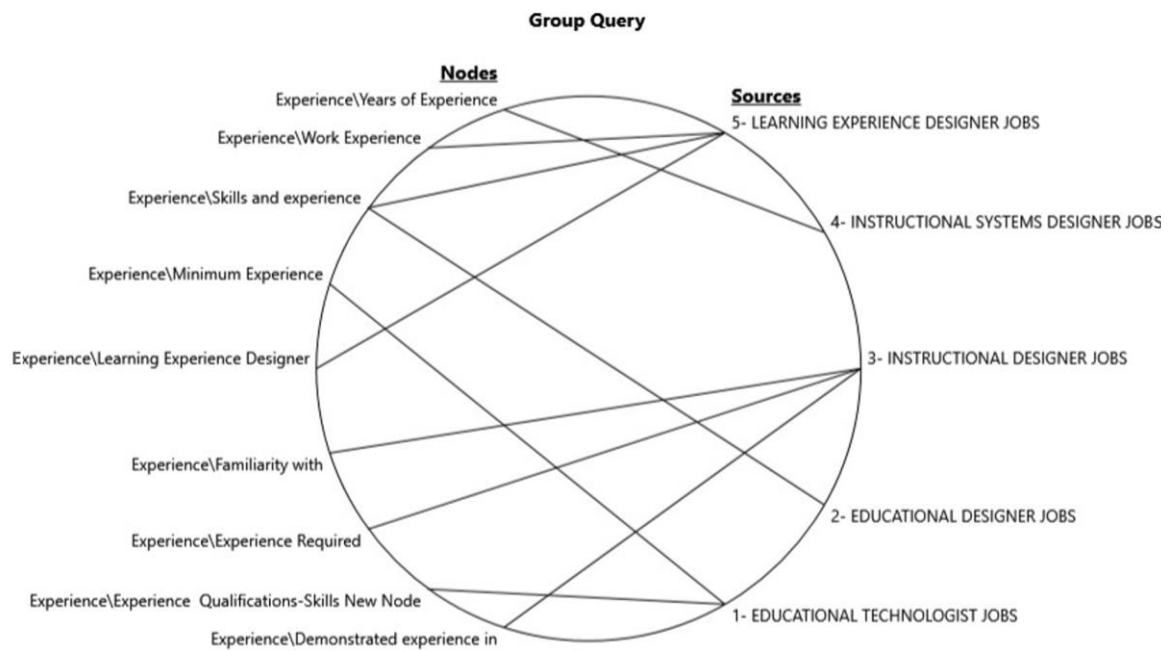 Group Query
Nodes
Experience\Years of Experience
Experience\Work Experience
Experience\Skills and experience
Experience\Minimum Experience
Experience\Learning Experience Designer
Experience\Familiarity with
Experience\Experience Required
Experience\Experience  Qualifications-Skills New Node
Experience\Demonstrated experience in
Sources
5- LEARNING EXPERIENCE DESIGNER JOBS
4- INSTRUCTIONAL SYSTEMS DESIGNER JOBS
3- INSTRUCTIONAL DESIGNER JOBS
2- EDUCATIONAL DESIGNER JOBS
1- EDUCATIONAL TECHNOLOGIST JOBS